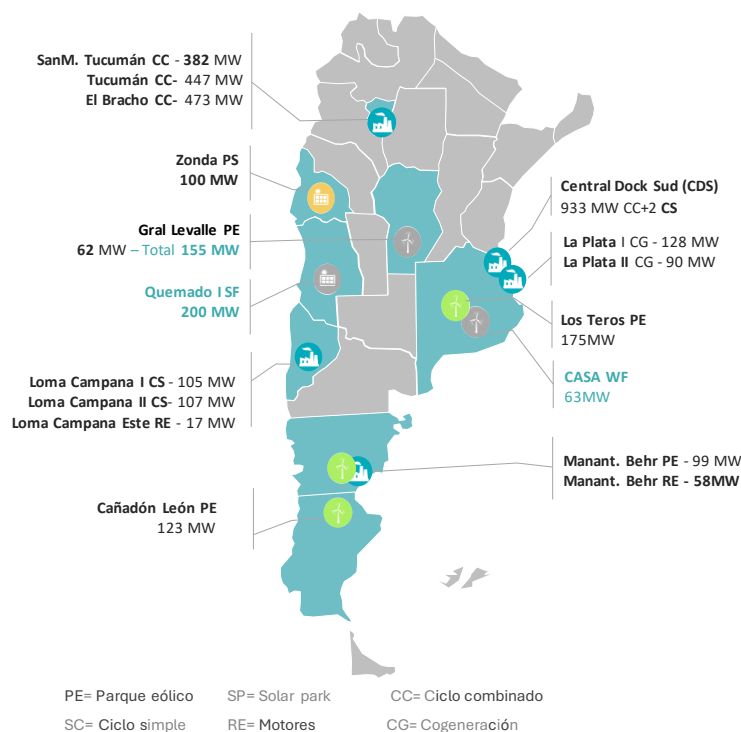 SanM. Tucumán CC - 382 MW
Tucumán CC- 447 MW
El Bracho CC- 473 MW
Zonda PS
100 MW
Gral Levalle PE
62 MW – Total 155 MW
Quemado I SF
200 MW
Loma Campana I CS - 105 MW
Loma Campana II CS- 107 MW
Loma Campana Este RE - 17 MW
Cañadón León PE
123 MW
Central Dock Sud (CDS)
933 MW CC+2 CS
La Plata I CG - 128 MW
La Plata II CG - 90 MW
Los Teros PE
175MW
CASA WF
63MW
Manant. Behr PE - 99 MW
Manant. Behr RE - 58MW
PE= Parque eólico SP= Solar park CC= Ciclo combinado
SC= Ciclo simple RE= Motores CG= Cogeneración